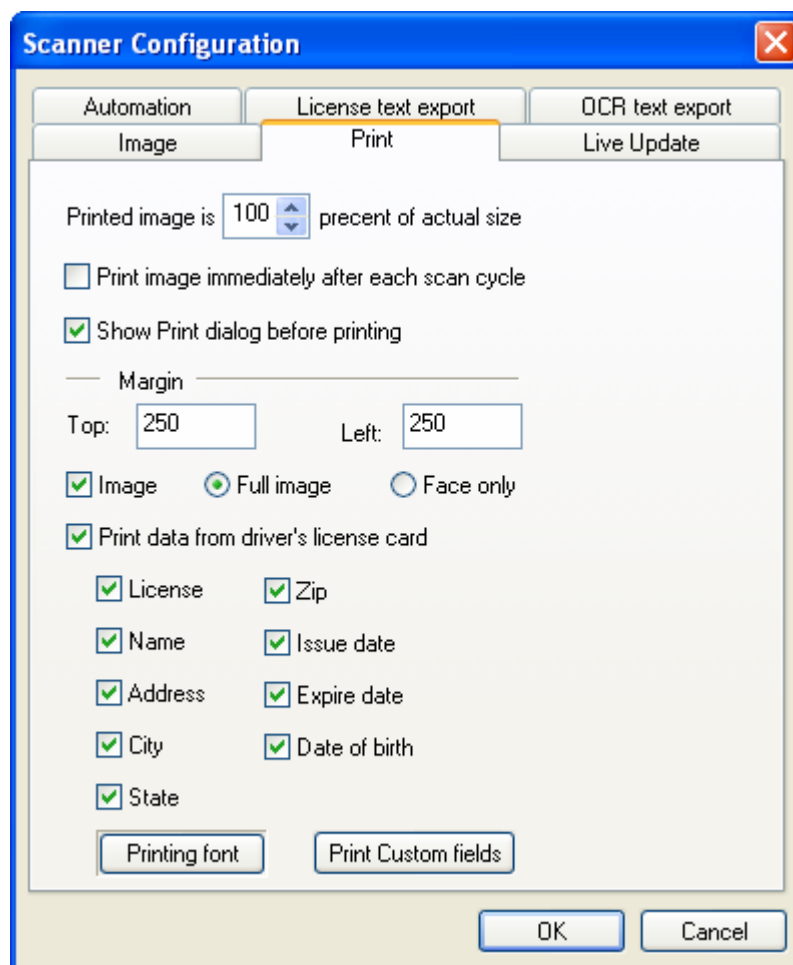 Scanner Configuration
Automation License text export OCR text export
Image Print Live Update
Printed image is 100 precent of actual size
Print image immediately after each scan cycle
Show Print dialog before printing
Margin
Top: 250 Left: 250
Image Full image Face only
Print data from driver's license card
License Zip
Name Issue date
Address Expire date
City Date of birth
State
Printing font Print Custom fields
OK Cancel